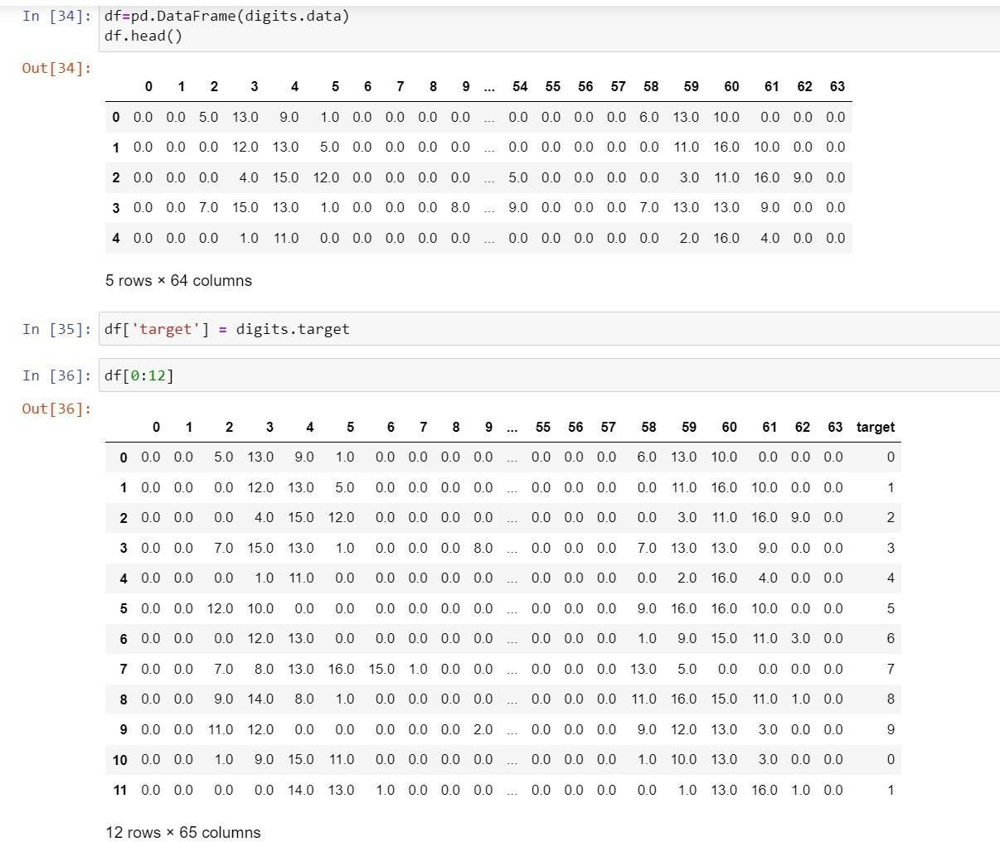 In [34]: df=pd.DataFrame(digits.data)
df.head()
Out[34]:
0 1 2 3 4 5 6 7 8 9 ... 54 55 56 57 58 59 60 61 62 63
0 0.0 0.0 5.0 13.0 9.0 1.0 0.0 0.0 0.0 0.0 ... 0.0 0.0 0.0 0.0 6.0 13.0 10.0 0.0 0.0 0.0
1 0.0 0.0 0.0 12.0 13.0 5.0 0.0 0.0 0.0 0.0 ... 0.0 0.0 0.0 0.0 0.0 11.0 16.0 10.0 0.0 0.0
2 0.0 0.0 0.0 4.0 15.0 12.0 0.0 0.0 0.0 0.0 ... 5.0 0.0 0.0 0.0 0.0 3.0 11.0 16.0 9.0 0.0
3 0.0 0.0 7.0 15.0 13.0 1.0 0.0 0.0 0.0 8.0 ... 9.0 0.0 0.0 0.0 7.0 13.0 13.0 9.0 0.0 0.0
4 0.0 0.0 0.0 1.0 11.0 0.0 0.0 0.0 0.0 0.0 ... 0.0 0.0 0.0 0.0 0.0 2.0 16.0 4.0 0.0 0.0
5 rows × 64 columns
In [35]: df['target'] = digits.target
In [36]: df[0:12]
Out[36]:
0 1 2 3 4 5 6 7 8 9 ... 55 56 57 58 59 60 61 62 63 target
0 0.0 0.0 5.0 13.0 9.0 1.0 0.0 0.0 0.0 0.0 ... 0.0 0.0 0.0 6.0 13.0 10.0 0.0 0.0 0.0 0
1 0.0 0.0 0.0 12.0 13.0 5.0 0.0 0.0 0.0 0.0 ... 0.0 0.0 0.0 0.0 11.0 16.0 10.0 0.0 0.0 1
2 0.0 0.0 0.0 4.0 15.0 12.0 0.0 0.0 0.0 0.0 ... 0.0 0.0 0.0 0.0 3.0 11.0 16.0 9.0 0.0 2
3 0.0 0.0 7.0 15.0 13.0 1.0 0.0 0.0 0.0 8.0 ... 0.0 0.0 0.0 7.0 13.0 13.0 9.0 0.0 0.0 3
4 0.0 0.0 0.0 1.0 11.0 0.0 0.0 0.0 0.0 0.0 ... 0.0 0.0 0.0 0.0 2.0 16.0 4.0 0.0 0.0 4
5 0.0 0.0 12.0 10.0 0.0 0.0 0.0 0.0 0.0 0.0 ... 0.0 0.0 0.0 9.0 16.0 16.0 10.0 0.0 0.0 5
6 0.0 0.0 0.0 12.0 13.0 0.0 0.0 0.0 0.0 0.0 ... 0.0 0.0 0.0 1.0 9.0 15.0 11.0 3.0 0.0 6
7 0.0 0.0 7.0 8.0 13.0 16.0 15.0 1.0 0.0 0.0 ... 0.0 0.0 0.0 13.0 5.0 0.0 0.0 0.0 0.0 7
8 0.0 0.0 9.0 14.0 8.0 1.0 0.0 0.0 0.0 0.0 ... 0.0 0.0 0.0 11.0 16.0 15.0 11.0 1.0 0.0 8
9 0.0 0.0 11.0 12.0 0.0 0.0 0.0 0.0 0.0 2.0 ... 0.0 0.0 0.0 9.0 12.0 13.0 3.0 0.0 0.0 9
10 0.0 0.0 1.0 9.0 15.0 11.0 0.0 0.0 0.0 0.0 ... 0.0 0.0 0.0 1.0 10.0 13.0 3.0 0.0 0.0 0
11 0.0 0.0 0.0 0.0 14.0 13.0 1.0 0.0 0.0 0.0 ... 0.0 0.0 0.0 0.0 1.0 13.0 16.0 1.0 0.0 1
12 rows × 65 columns